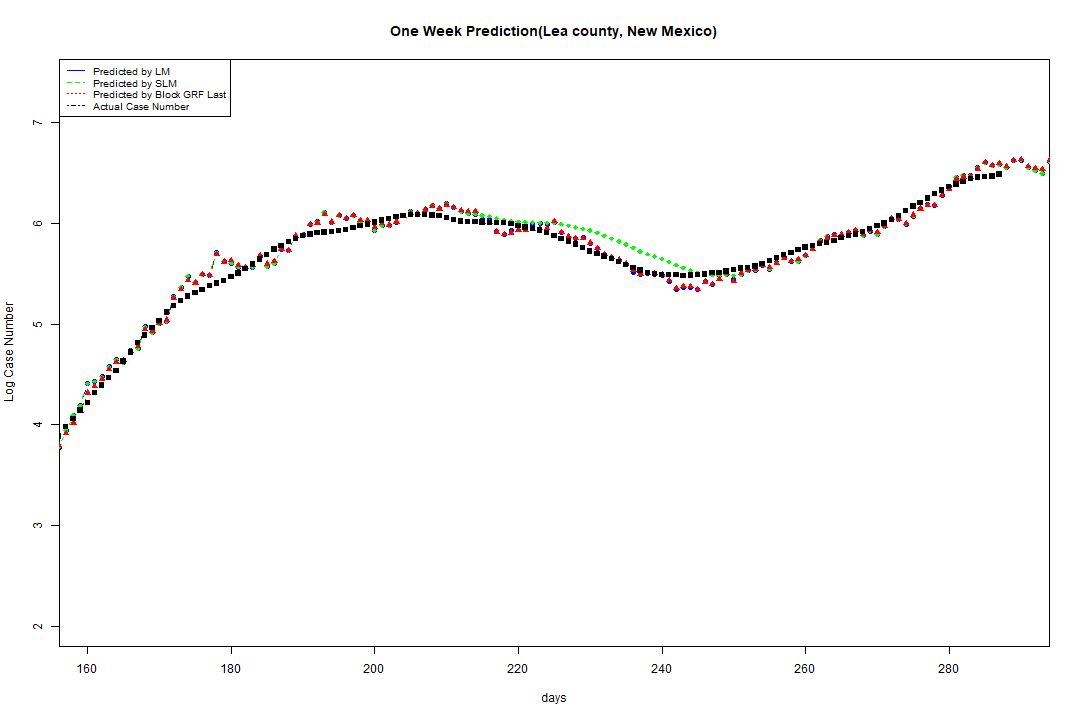 One Week Prediction(Lea county, New Mexico)
Predicted by LM
Predicted by SLM
Predicted by Block GRF Last
Actual Case Number
7
6
5
4
3
2
Log Case Number
160 180 200 220 240 260 280
days